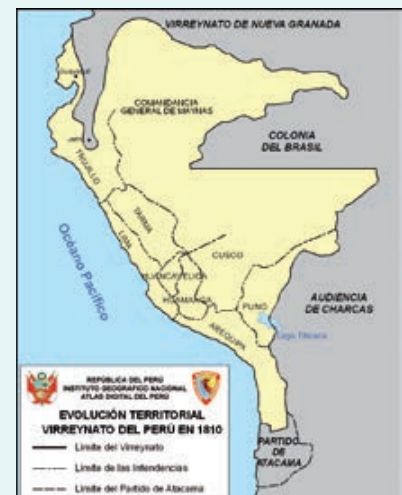 VIRREYNATO DE NUEVA GRANADA
COMANDANCIA
GENERAL DE MAYNAS
COLONIA
DEL BRASIL
TRUJILLO
TARMA
LIMA
CUSCO
HUANCAVELICA
HUAMANGA
PUNO
Océano Pacífico
AUDIENCIA
DE CHARCAS
AREQUIPA
Lago Titicaca
REPÚBLICA DEL PERÚ
INSTITUTO GEOGRÁFICO NACIONAL
ATLAS DIGITAL DEL PERÚ
EVOLUCIÓN TERRITORIAL
VIRREYNATO DEL PERÚ EN 1810
Límite del Virreynato
Límite de las Intendencias
Límite del Partido de Atacama
PARTIDO
DE
ATACAMA